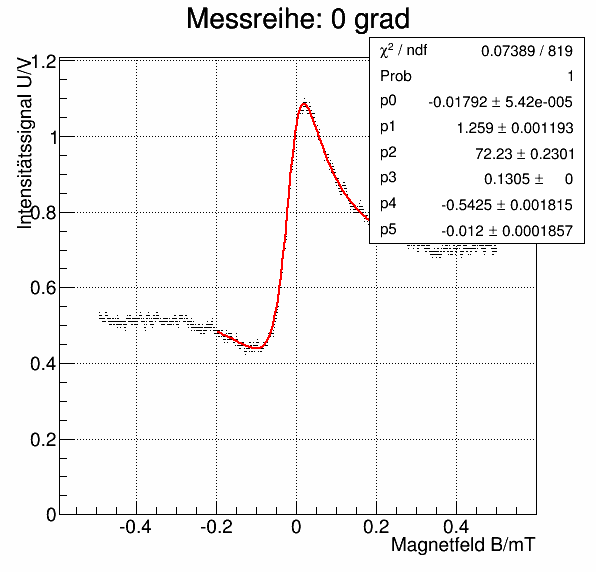 Messreihe: 0 grad
χ² / ndf 0.07389 / 819
Prob 1
p0 -0.01792 ± 5.42e-005
p1 1.259 ± 0.001193
p2 72.23 ± 0.2301
p3 0.1305 ± 0
p4 -0.5425 ± 0.001815
p5 -0.012 ± 0.0001857
Intensitätssignal U/V
1.2
1
0.8
0.6
0.4
0.2
0
-0.4 -0.2 0 0.2 0.4
Magnetfeld B/mT